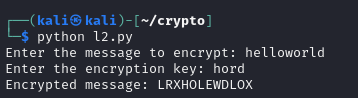 ┌──(kali㉿kali)-[~/crypto]
└─$ python l2.py
Enter the message to encrypt: helloworld
Enter the encryption key: hord
Encrypted message: LRXHOLEWDLOX